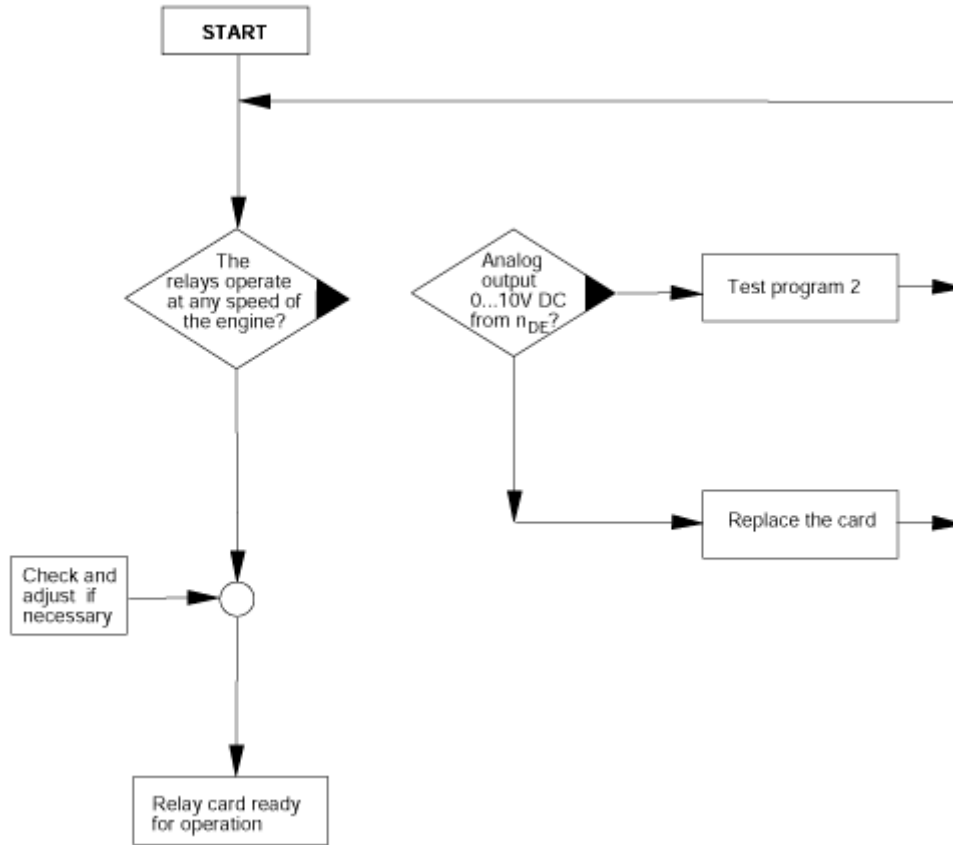 START
The
relays operate
at any speed of
the engine?
Analog
output
0...10V DC
from nDE?
Test program 2
Replace the card
Check and
adjust if
necessary
Relay card ready
for operation